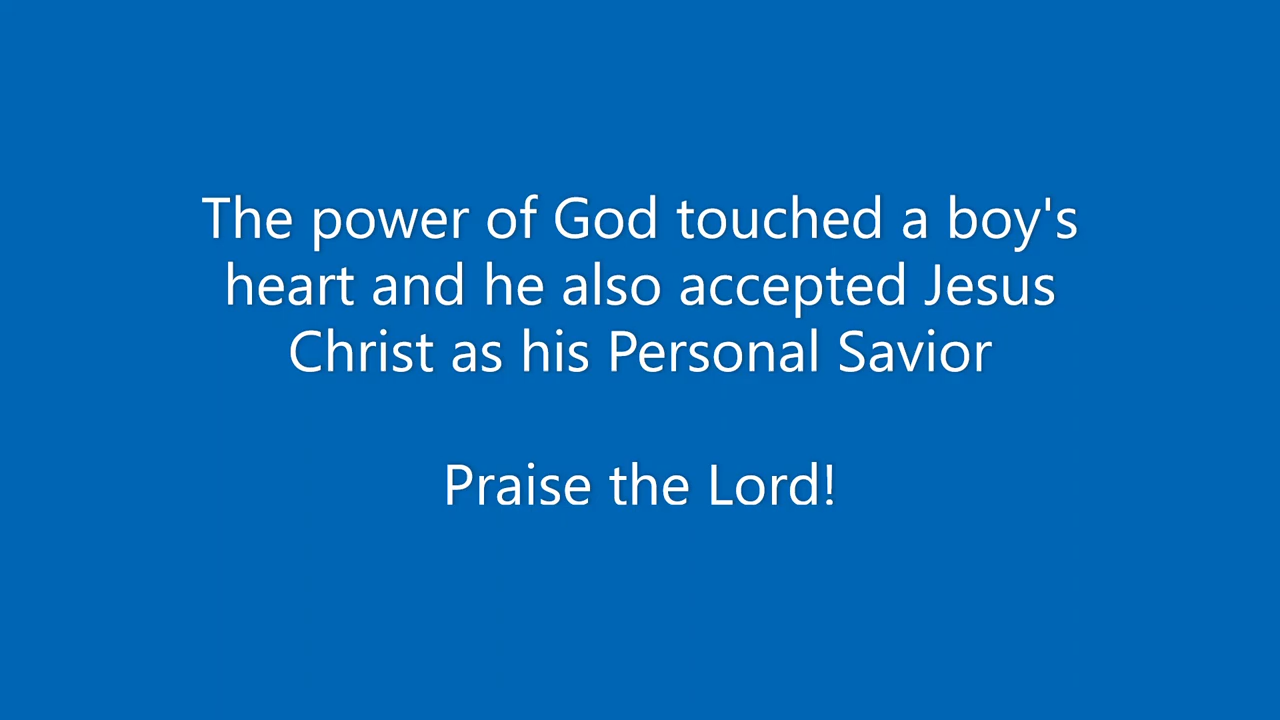 The power of God touched a boy's
heart and he also accepted Jesus
Christ as his Personal Savior
Praise the Lord!